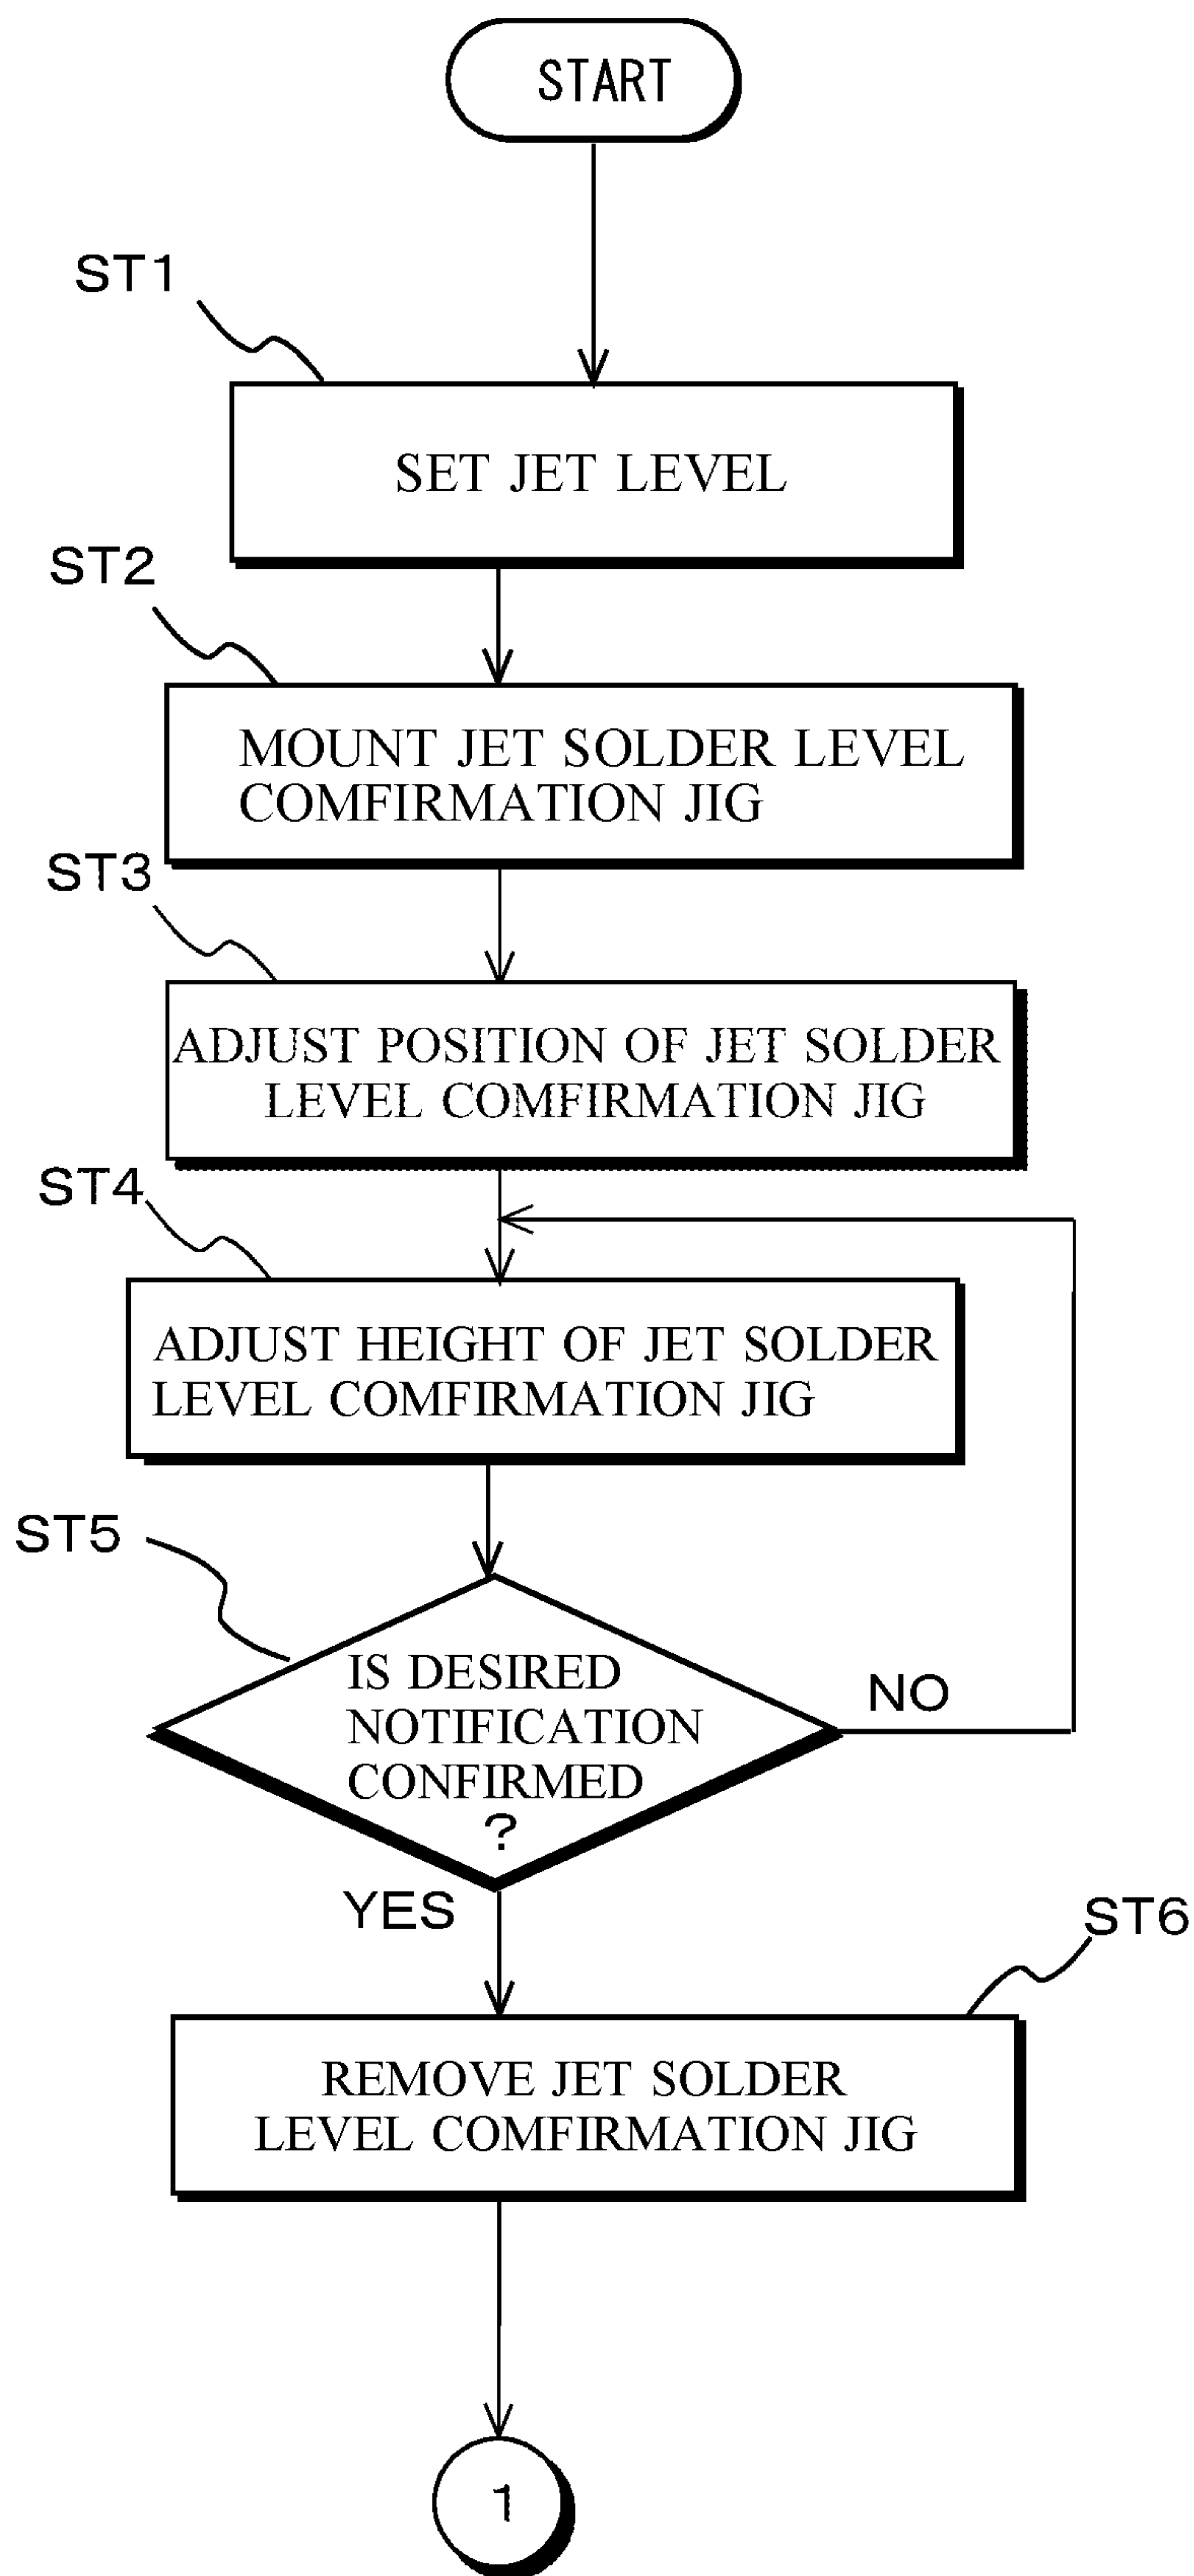 START
ST1
SET JET LEVEL
ST2
MOUNT JET SOLDER LEVEL
COMFIRMATION JIG
ST3
ADJUST POSITION OF JET SOLDER
LEVEL COMFIRMATION JIG
ST4
ADJUST HEIGHT OF JET SOLDER
LEVEL COMFIRMATION JIG
ST5
IS DESIRED
NOTIFICATION
CONFIRMED
?
NO
YES
ST6
REMOVE JET SOLDER
LEVEL COMFIRMATION JIG
1